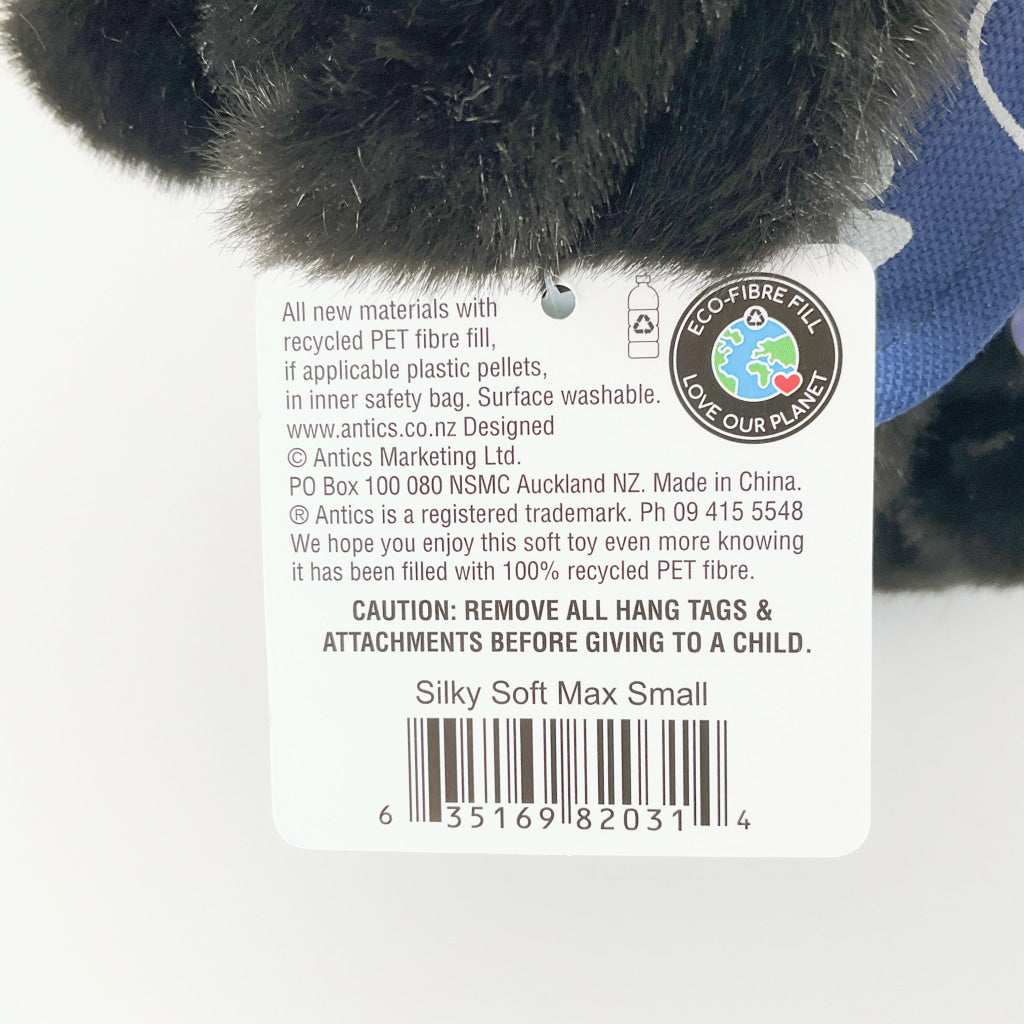 All new materials with
recycled PET fibre fill,
if applicable plastic pellets,
in inner safety bag. Surface washable.
www.antics.co.nz Designed
© Antics Marketing Ltd.
PO Box 100 080 NSMC Auckland NZ. Made in China.
® Antics is a registered trademark. Ph 09 415 5548
We hope you enjoy this soft toy even more knowing
it has been filled with 100% recycled PET fibre.
ECO-FIBRE FILL
LOVE OUR PLANET
CAUTION: REMOVE ALL HANG TAGS &
ATTACHMENTS BEFORE GIVING TO A CHILD.
Silky Soft Max Small
6 35169 82031 4